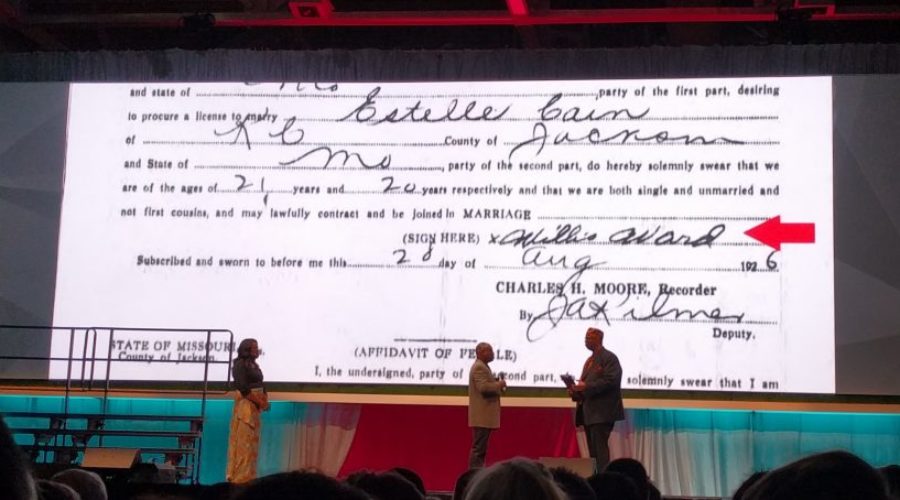 Mo
and state of , party of the first part, desiring
to procure a license to marry Estelle Cain
of K C County of Jackson
and State of Mo , party of the second part, do hereby solemnly swear that we
are of the ages of 21 years and 20 years respectively and that we are both single and unmarried and
not first cousins, and may lawfully contract and be joined in MARRIAGE
(SIGN HERE) x Willie Ward
Subscribed and sworn to before me this 2 day of Aug 1926
CHARLES H. MOORE, Recorder
By
Deputy.
STATE OF MISSOURI
County of Jackson.
(AFFIDAVIT OF FEMALE)
I, the undersigned, party of second part, solemnly swear that I am